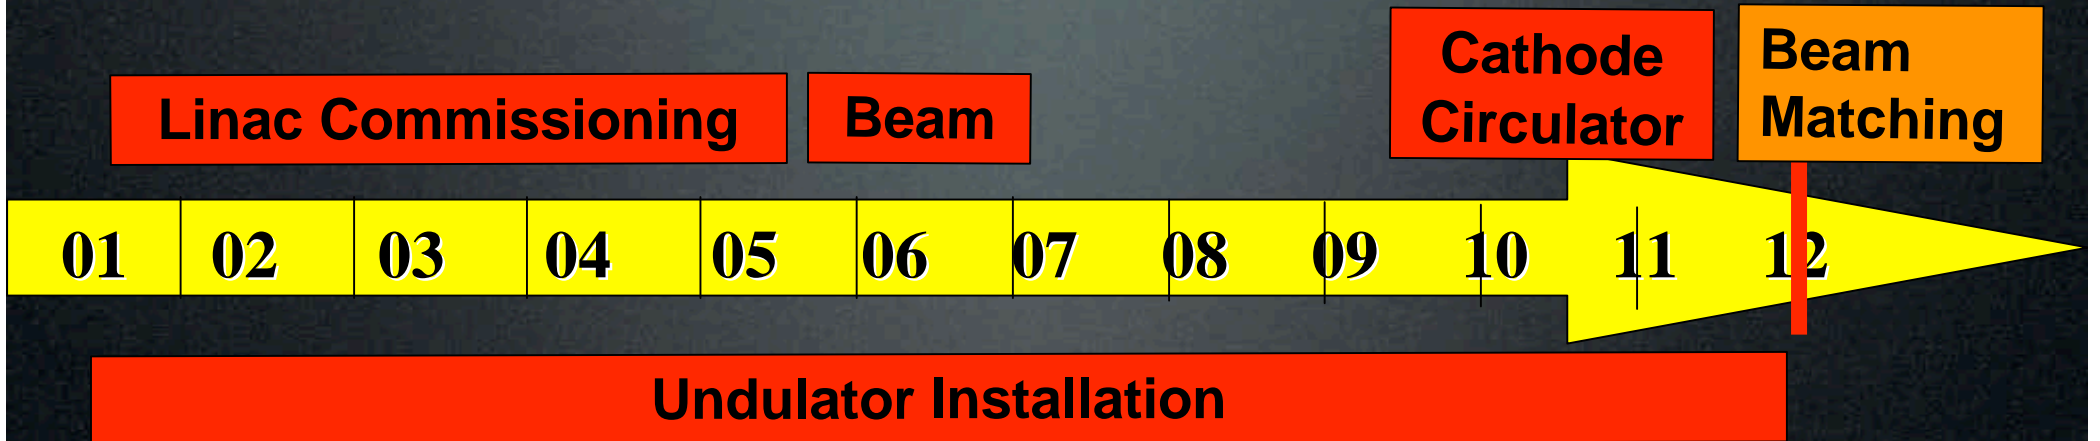 Cathode
Circulator
Beam
Matching
Linac Commissioning
Beam
01 02 03 04 05 06 07 08 09 10 11 12
Undulator Installation